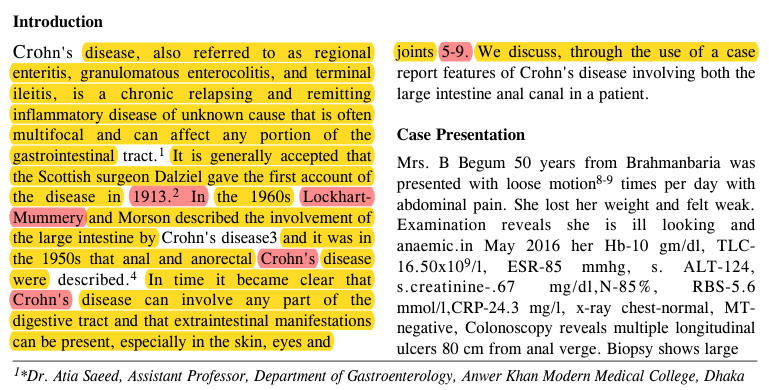 Introduction
Crohn's disease, also referred to as regional
enteritis, granulomatous enterocolitis, and terminal
ileitis, is a chronic relapsing and remitting
inflammatory disease of unknown cause that is often
multifocal and can affect any portion of the
gastrointestinal tract.1 It is generally accepted that
the Scottish surgeon Dalziel gave the first account of
the disease in 1913.2 In the 1960s Lockhart-
Mummery and Morson described the involvement of
the large intestine by Crohn's disease3 and it was in
the 1950s that anal and anorectal Crohn's disease
were described.4 In time it became clear that
Crohn's disease can involve any part of the
digestive tract and that extraintestinal manifestations
can be present, especially in the skin, eyes and
joints 5-9. We discuss, through the use of a case
report features of Crohn's disease involving both the
large intestine anal canal in a patient.
Case Presentation
Mrs. B Begum 50 years from Brahmanbaria was
presented with loose motion8-9 times per day with
abdominal pain. She lost her weight and felt weak.
Examination reveals she is ill looking and
anaemic.in May 2016 her Hb-10 gm/dl, TLC-
16.50x109/l, ESR-85 mmhg, s. ALT-124,
s.creatinine-.67 mg/dl,N-85%, RBS-5.6
mmol/l,CRP-24.3 mg/l, x-ray chest-normal, MT-
negative, Colonoscopy reveals multiple longitudinal
ulcers 80 cm from anal verge. Biopsy shows large
1*Dr. Atia Saeed, Assistant Professor, Department of Gastroenterology, Anwer Khan Modern Medical College, Dhaka